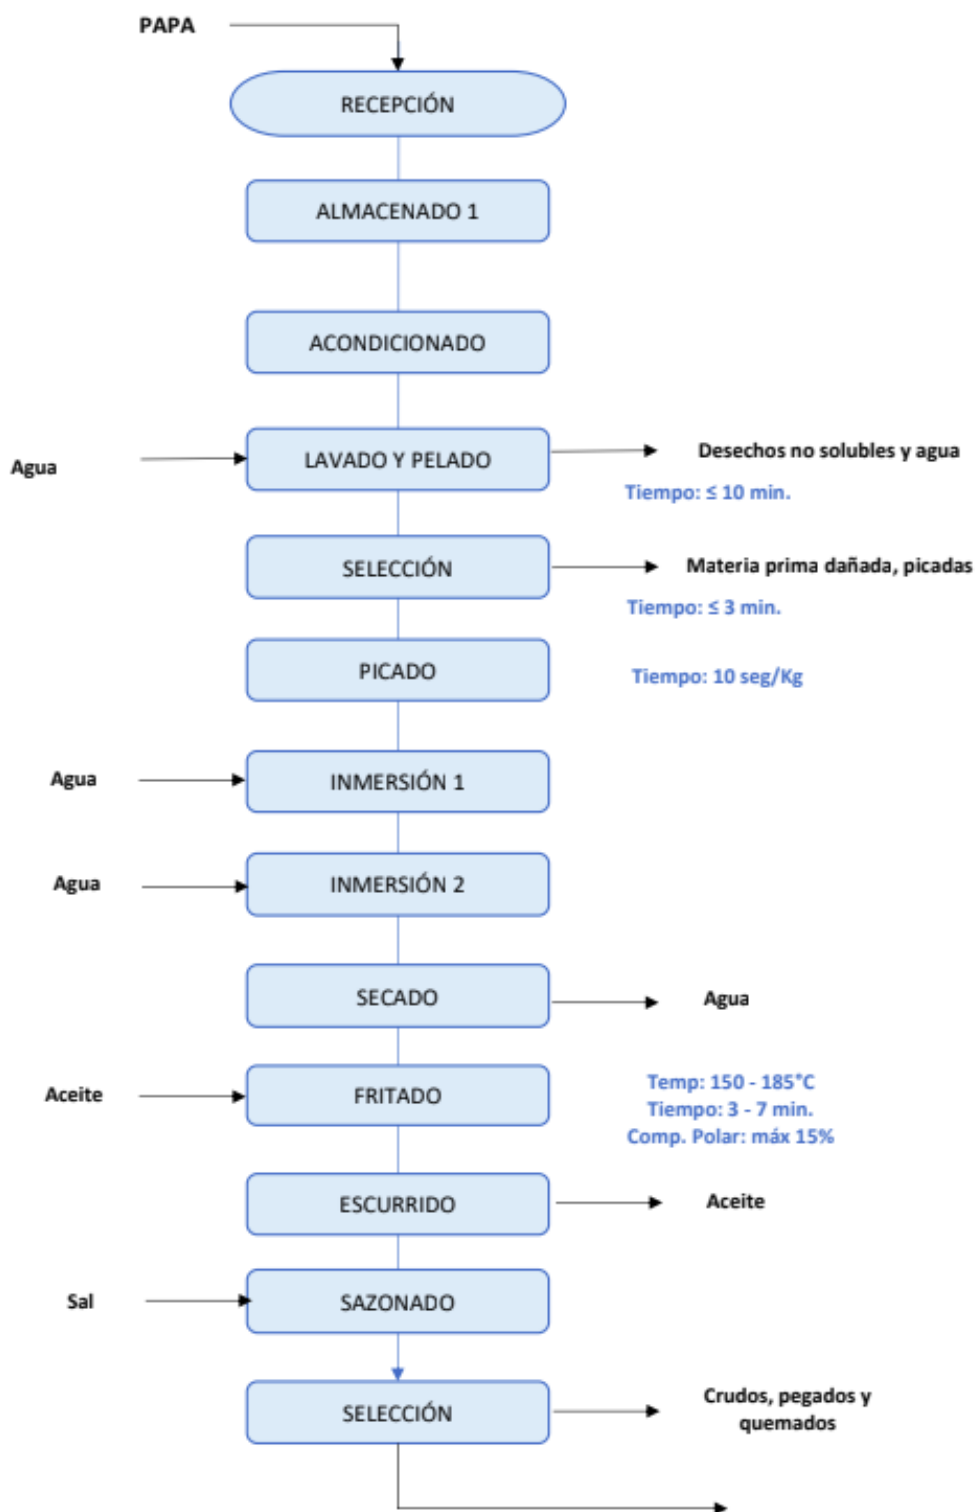 PAPA
RECEPCIÓN
ALMACENADO 1
ACONDICIONADO
Agua
LAVADO Y PELADO
Desechos no solubles y agua
Tiempo: ≤ 10 min.
SELECCIÓN
Materia prima dañada, picadas
Tiempo: ≤ 3 min.
PICADO
Tiempo: 10 seg/Kg
Agua
INMERSIÓN 1
Agua
INMERSIÓN 2
SECADO
Agua
Aceite
FRITADO
Temp: 150 - 185°C
Tiempo: 3 - 7 min.
Comp. Polar: máx 15%
ESCURRIDO
Aceite
Sal
SAZONADO
SELECCIÓN
Crudos, pegados y
quemados